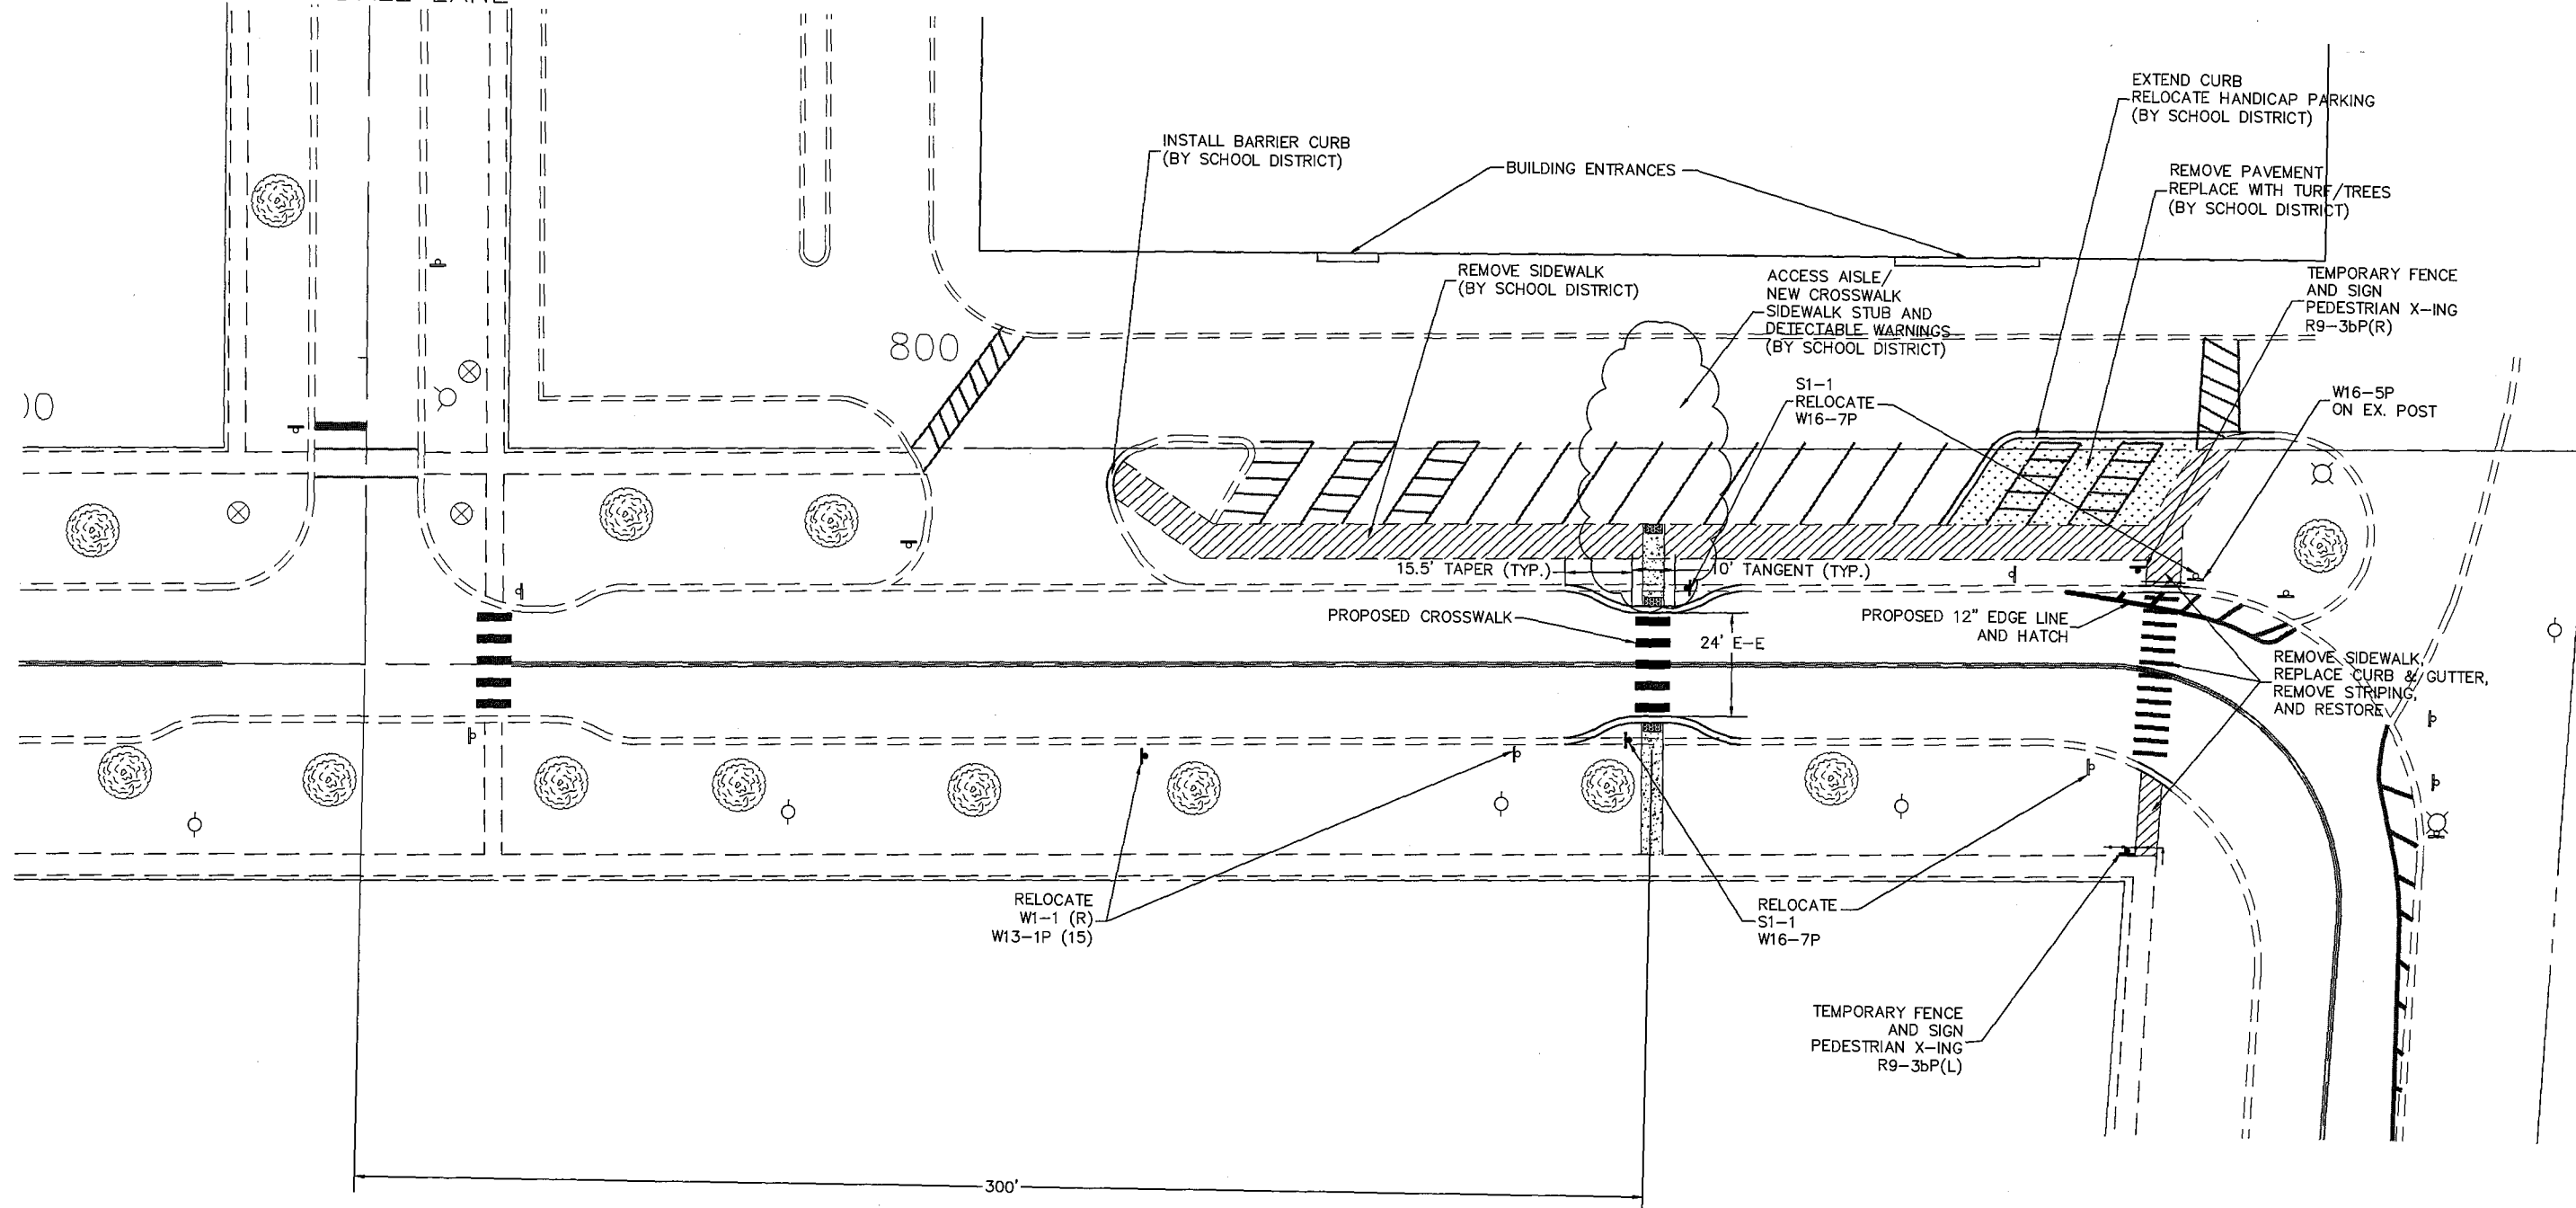 LANE
EXTEND CURB
RELOCATE HANDICAP PARKING
(BY SCHOOL DISTRICT)
INSTALL BARRIER CURB
(BY SCHOOL DISTRICT)
BUILDING ENTRANCES
REMOVE PAVEMENT
REPLACE WITH TURF/TREES
(BY SCHOOL DISTRICT)
REMOVE SIDEWALK
(BY SCHOOL DISTRICT)
ACCESS AISLE/
NEW CROSSWALK
SIDEWALK STUB AND
DETECTABLE WARNINGS
(BY SCHOOL DISTRICT)
TEMPORARY FENCE
AND SIGN
PEDESTRIAN X-ING
R9-3bP(R)
800
S1-1
RELOCATE
W16-7P
W16-5P
ON EX. POST
15.5' TAPER (TYP.)
10' TANGENT (TYP.)
PROPOSED CROSSWALK
24' E-E
PROPOSED 12" EDGE LINE
AND HATCH
REMOVE SIDEWALK,
REPLACE CURB & GUTTER,
REMOVE STRIPING,
AND RESTORE
RELOCATE
W1-1 (R)
W13-1P (15)
RELOCATE
S1-1
W16-7P
TEMPORARY FENCE
AND SIGN
PEDESTRIAN X-ING
R9-3bP(L)
300'